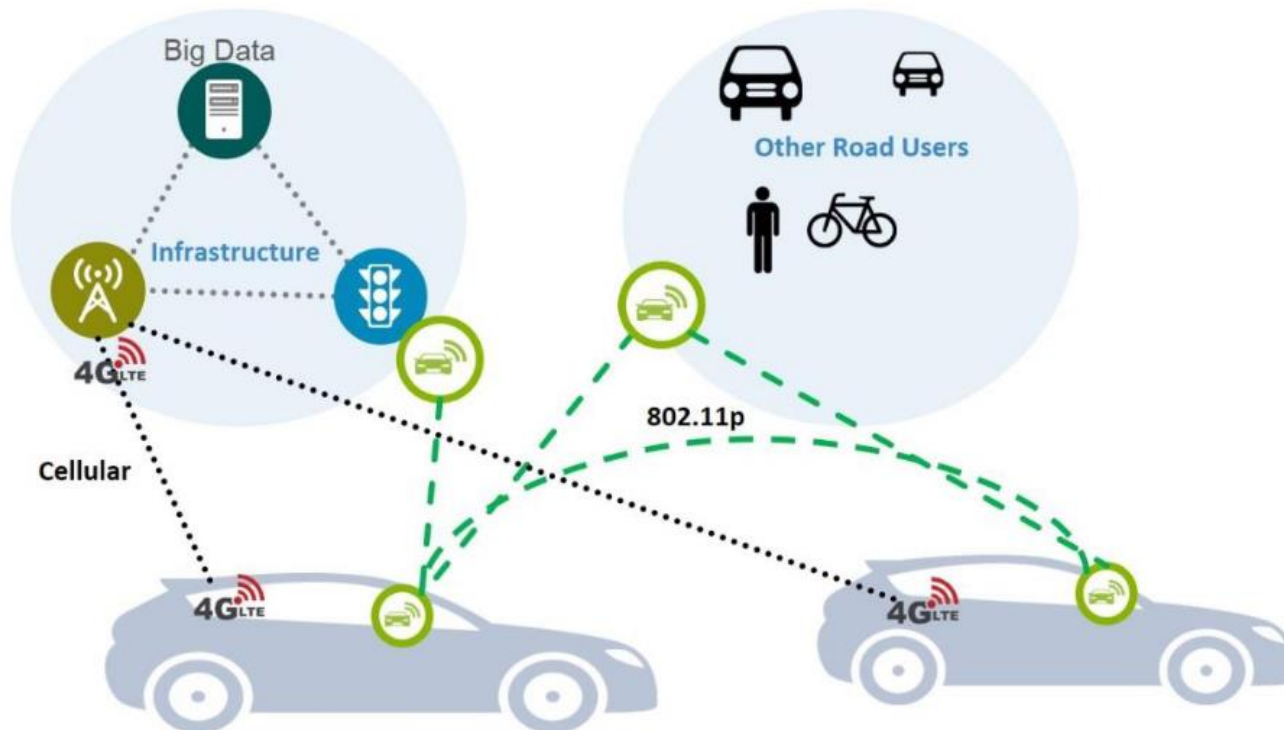 Big Data
Other Road Users
Infrastructure
4G LTE
802.11p
Cellular
4G LTE
4G LTE